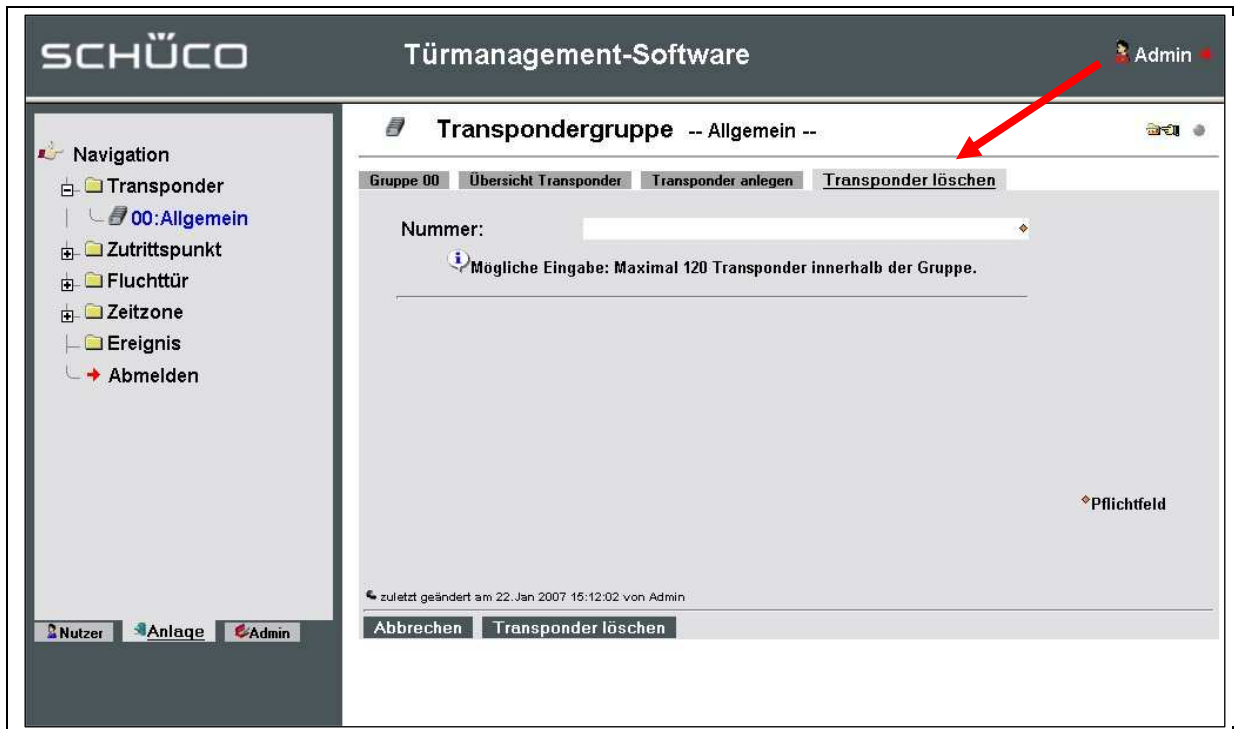 SCHÜCO
Türmanagement-Software
Admin
Navigation
Transponder
00:Allgemein
Zutrittspunkt
Fluchttür
Zeitzone
Ereignis
Abmelden
Nutzer Anlage Admin
Transpondergruppe -- Allgemein --
Gruppe 00 Übersicht Transponder Transponder anlegen Transponder löschen
Nummer:
Mögliche Eingabe: Maximal 120 Transponder innerhalb der Gruppe.
Pflichtfeld
zuletzt geändert am 22.Jan 2007 15:12:02 von Admin
Abbrechen Transponder löschen